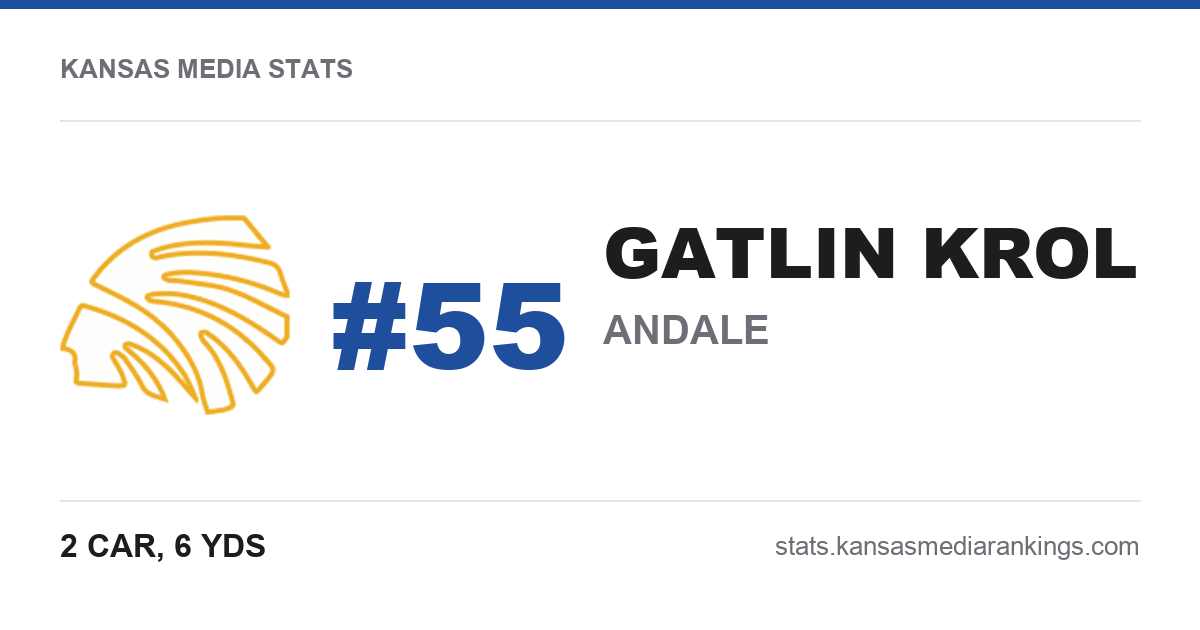 KANSAS MEDIA STATS
#55
GATLIN KROL
ANDALE
2 CAR, 6 YDS
stats.kansasmediarankings.com